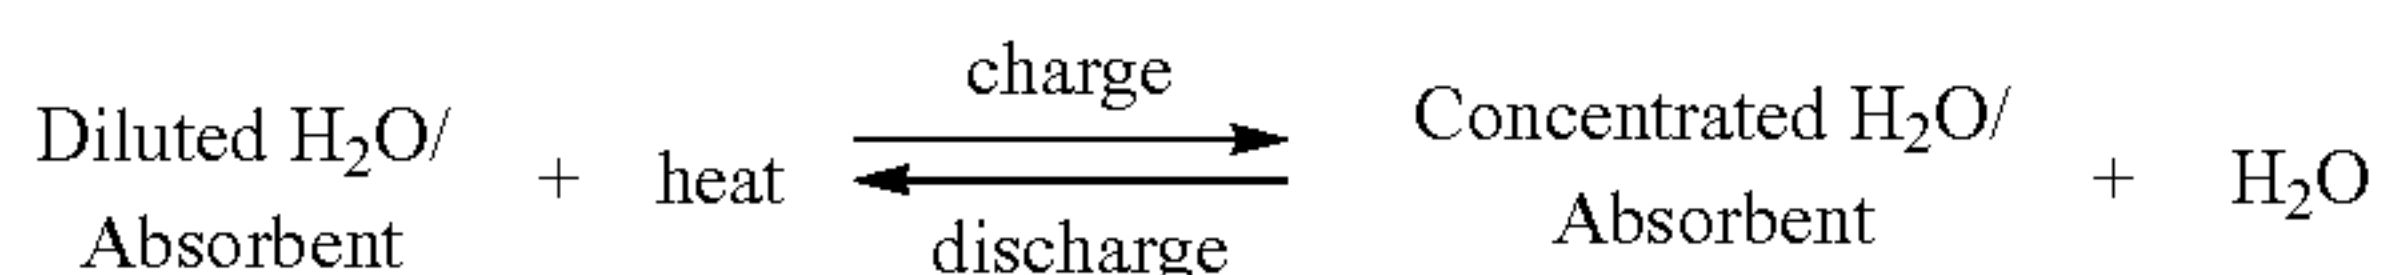 Diluted H₂O/
Absorbent
+ heat
charge
discharge
Concentrated H₂O/
Absorbent
+ H₂O